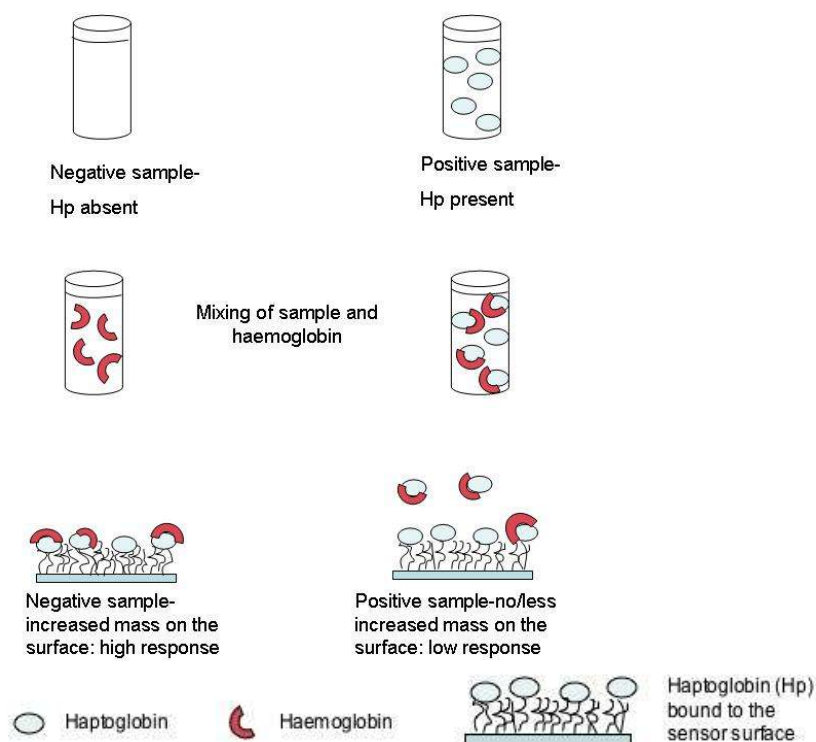 Negative sample-
Hp absent
Positive sample-
Hp present
Mixing of sample and
haemoglobin
Negative sample-
increased mass on the
surface: high response
Positive sample-no/less
increased mass on the
surface: low response
Haptoglobin
Haemoglobin
Haptoglobin (Hp)
bound to the
sensor surface